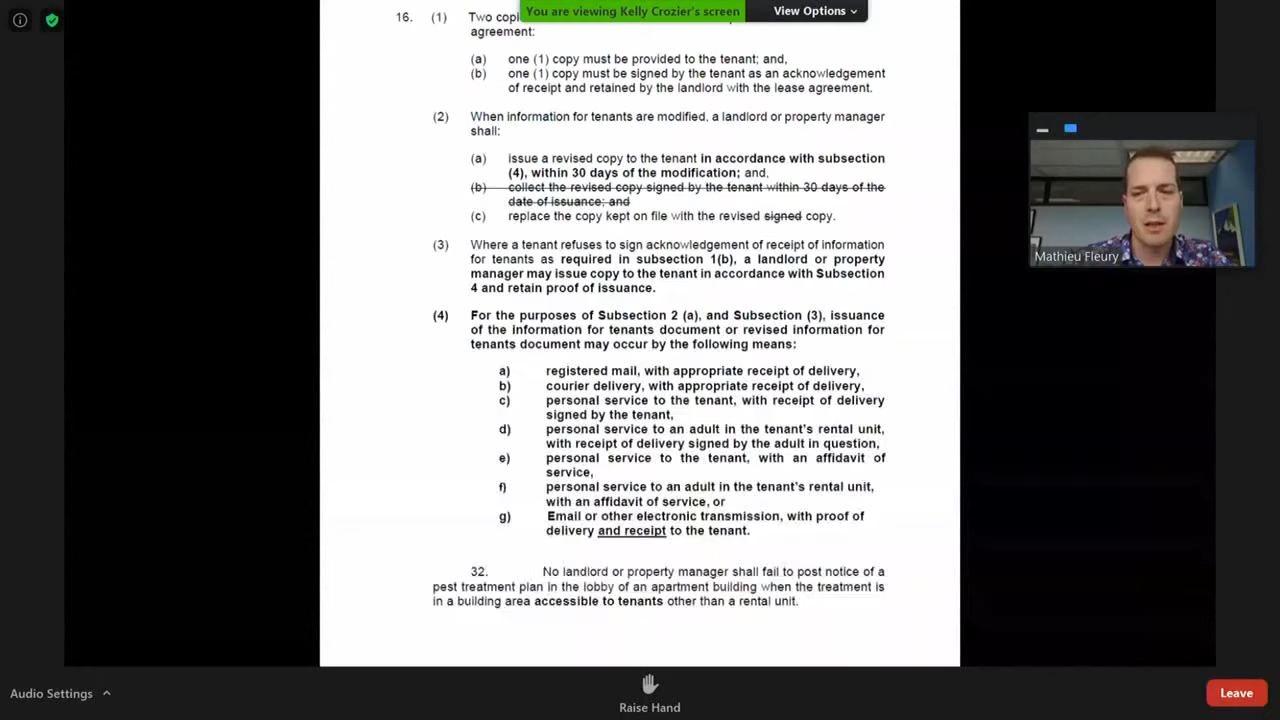 You are viewing Kelly Crozier's screen
View Options
16. (1) Two copi
agreement:
(a) one (1) copy must be provided to the tenant; and,
(b) one (1) copy must be signed by the tenant as an acknowledgement
of receipt and retained by the landlord with the lease agreement.
(2) When information for tenants are modified, a landlord or property manager
shall:
(a) issue a revised copy to the tenant in accordance with subsection
(4), within 30 days of the modification; and,
(b) collect the revised copy signed by the tenant within 30 days of the
date of issuance; and
(c) replace the copy kept on file with the revised signed copy.
(3) Where a tenant refuses to sign acknowledgement of receipt of information
for tenants as required in subsection 1(b), a landlord or property
manager may issue copy to the tenant in accordance with Subsection
4 and retain proof of issuance.
(4) For the purposes of Subsection 2 (a), and Subsection (3), issuance
of the information for tenants document or revised information for
tenants document may occur by the following means:
a) registered mail, with appropriate receipt of delivery,
b) courier delivery, with appropriate receipt of delivery,
c) personal service to the tenant, with receipt of delivery
signed by the tenant,
d) personal service to an adult in the tenant's rental unit,
with receipt of delivery signed by the adult in question,
e) personal service to the tenant, with an affidavit of
service,
f) personal service to an adult in the tenant's rental unit,
with an affidavit of service, or
g) Email or other electronic transmission, with proof of
delivery and receipt to the tenant.
32. No landlord or property manager shall fail to post notice of a
pest treatment plan in the lobby of an apartment building when the treatment is
in a building area accessible to tenants other than a rental unit.
Mathieu Fleury
Audio Settings
Raise Hand
Leave